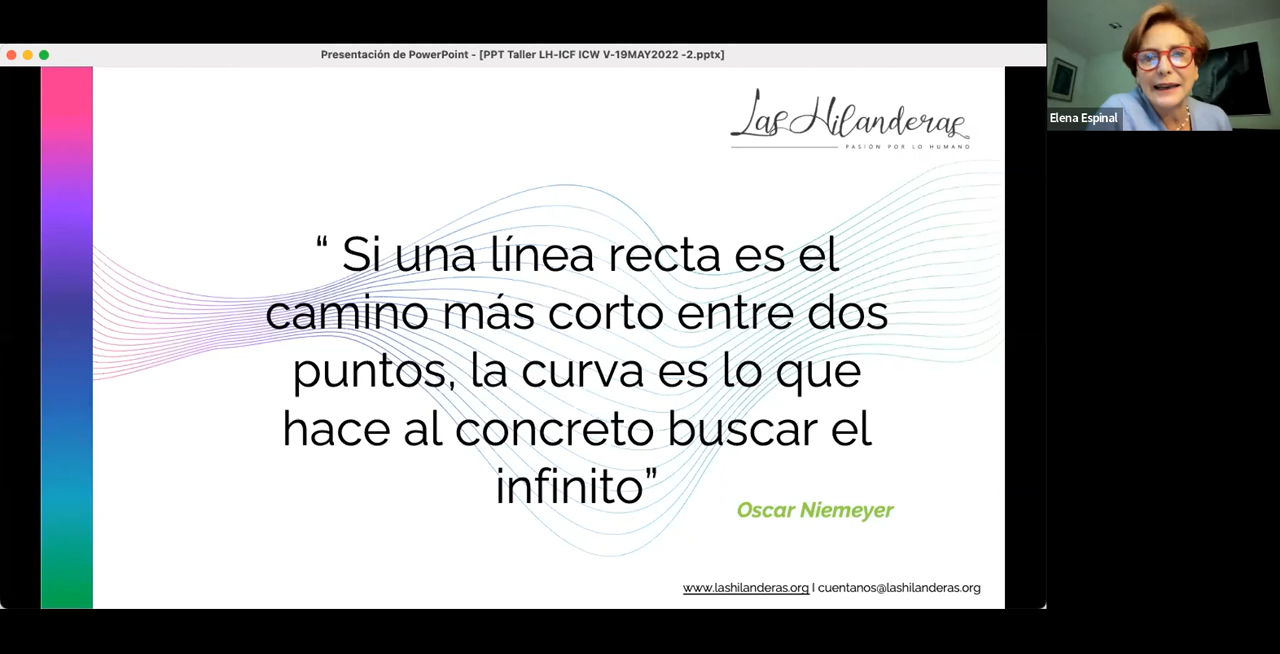 Presentación de PowerPoint - [PPT Taller LH-ICF ICW V-19MAY2022 -2.pptx]
Elena Espinal
Las Hilanderas
PASIÓN POR LO HUMANO
“ Si una línea recta es el
camino más corto entre dos
puntos, la curva es lo que
hace al concreto buscar el
infinito”
Oscar Niemeyer
www.lashilanderas.org I cuentanos@lashilanderas.org